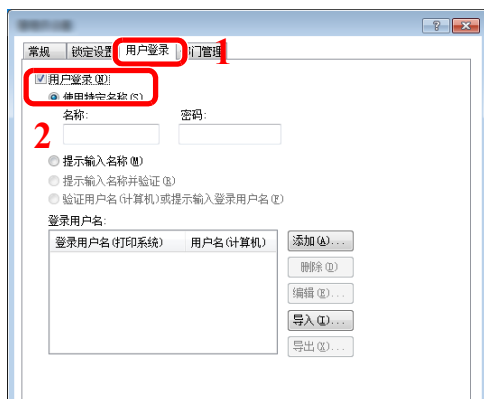 常规 锁定设置 用户登录 部门管理 1
用户登录(N)
使用特定名称(S)
名称: 密码:
2
提示输入名称(M)
提示输入名称并验证(R)
验证用户名(计算机)或提示输入登录用户名(P)
登录用户名:
登录用户名(打印系统) 用户名(计算机) 添加(A)...
删除(D)
编辑(E)...
导入(I)...
导出(X)...